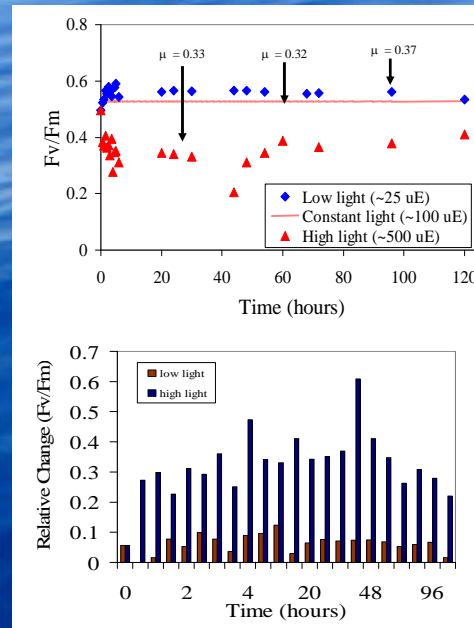 0.8
0.6
0.4
0.2
0
Fv/Fm
μ = 0.33
μ = 0.32
μ = 0.37
Low light (~25 uE)
Constant light (~100 uE)
High light (~500 uE)
0 20 40 60 80 100 120
Time (hours)
0.7
0.6
0.5
0.4
0.3
0.2
0.1
0
Relative Change (Fv/Fm)
low light
high light
0 2 4 20 48 96
Time (hours)